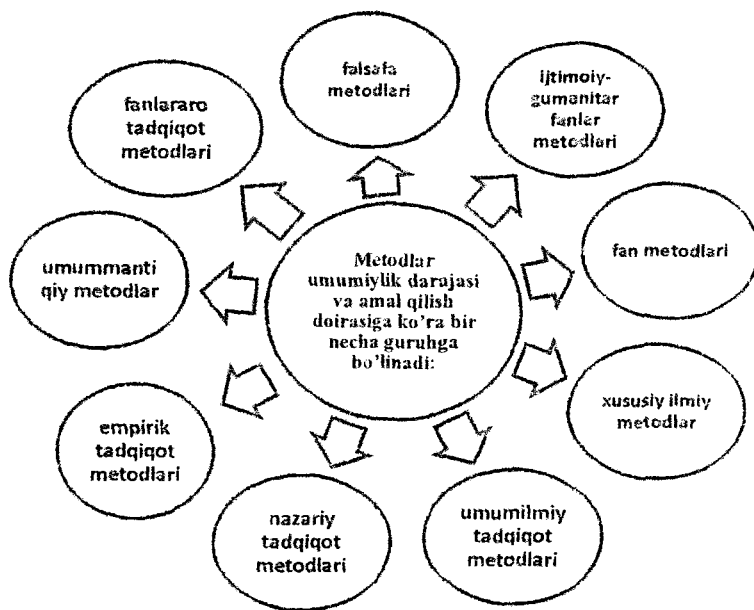 falsafa
metodlari
ijtimoiy-
gumanitar
fanlar
metodlari
fan metodlari
xususiy ilmiy
metodlar
umumilmiy
tadqiqot
metodlari
nazariy
tadqiqot
metodlari
empirik
tadqiqot
metodlari
umummanti
qiy metodlar
fanlararo
tadqiqot
metodlari
Metodlar
umumiylik darajasi
va amal qilish
doirasiga ko'ra bir
necha guruhga
bo'linadi: